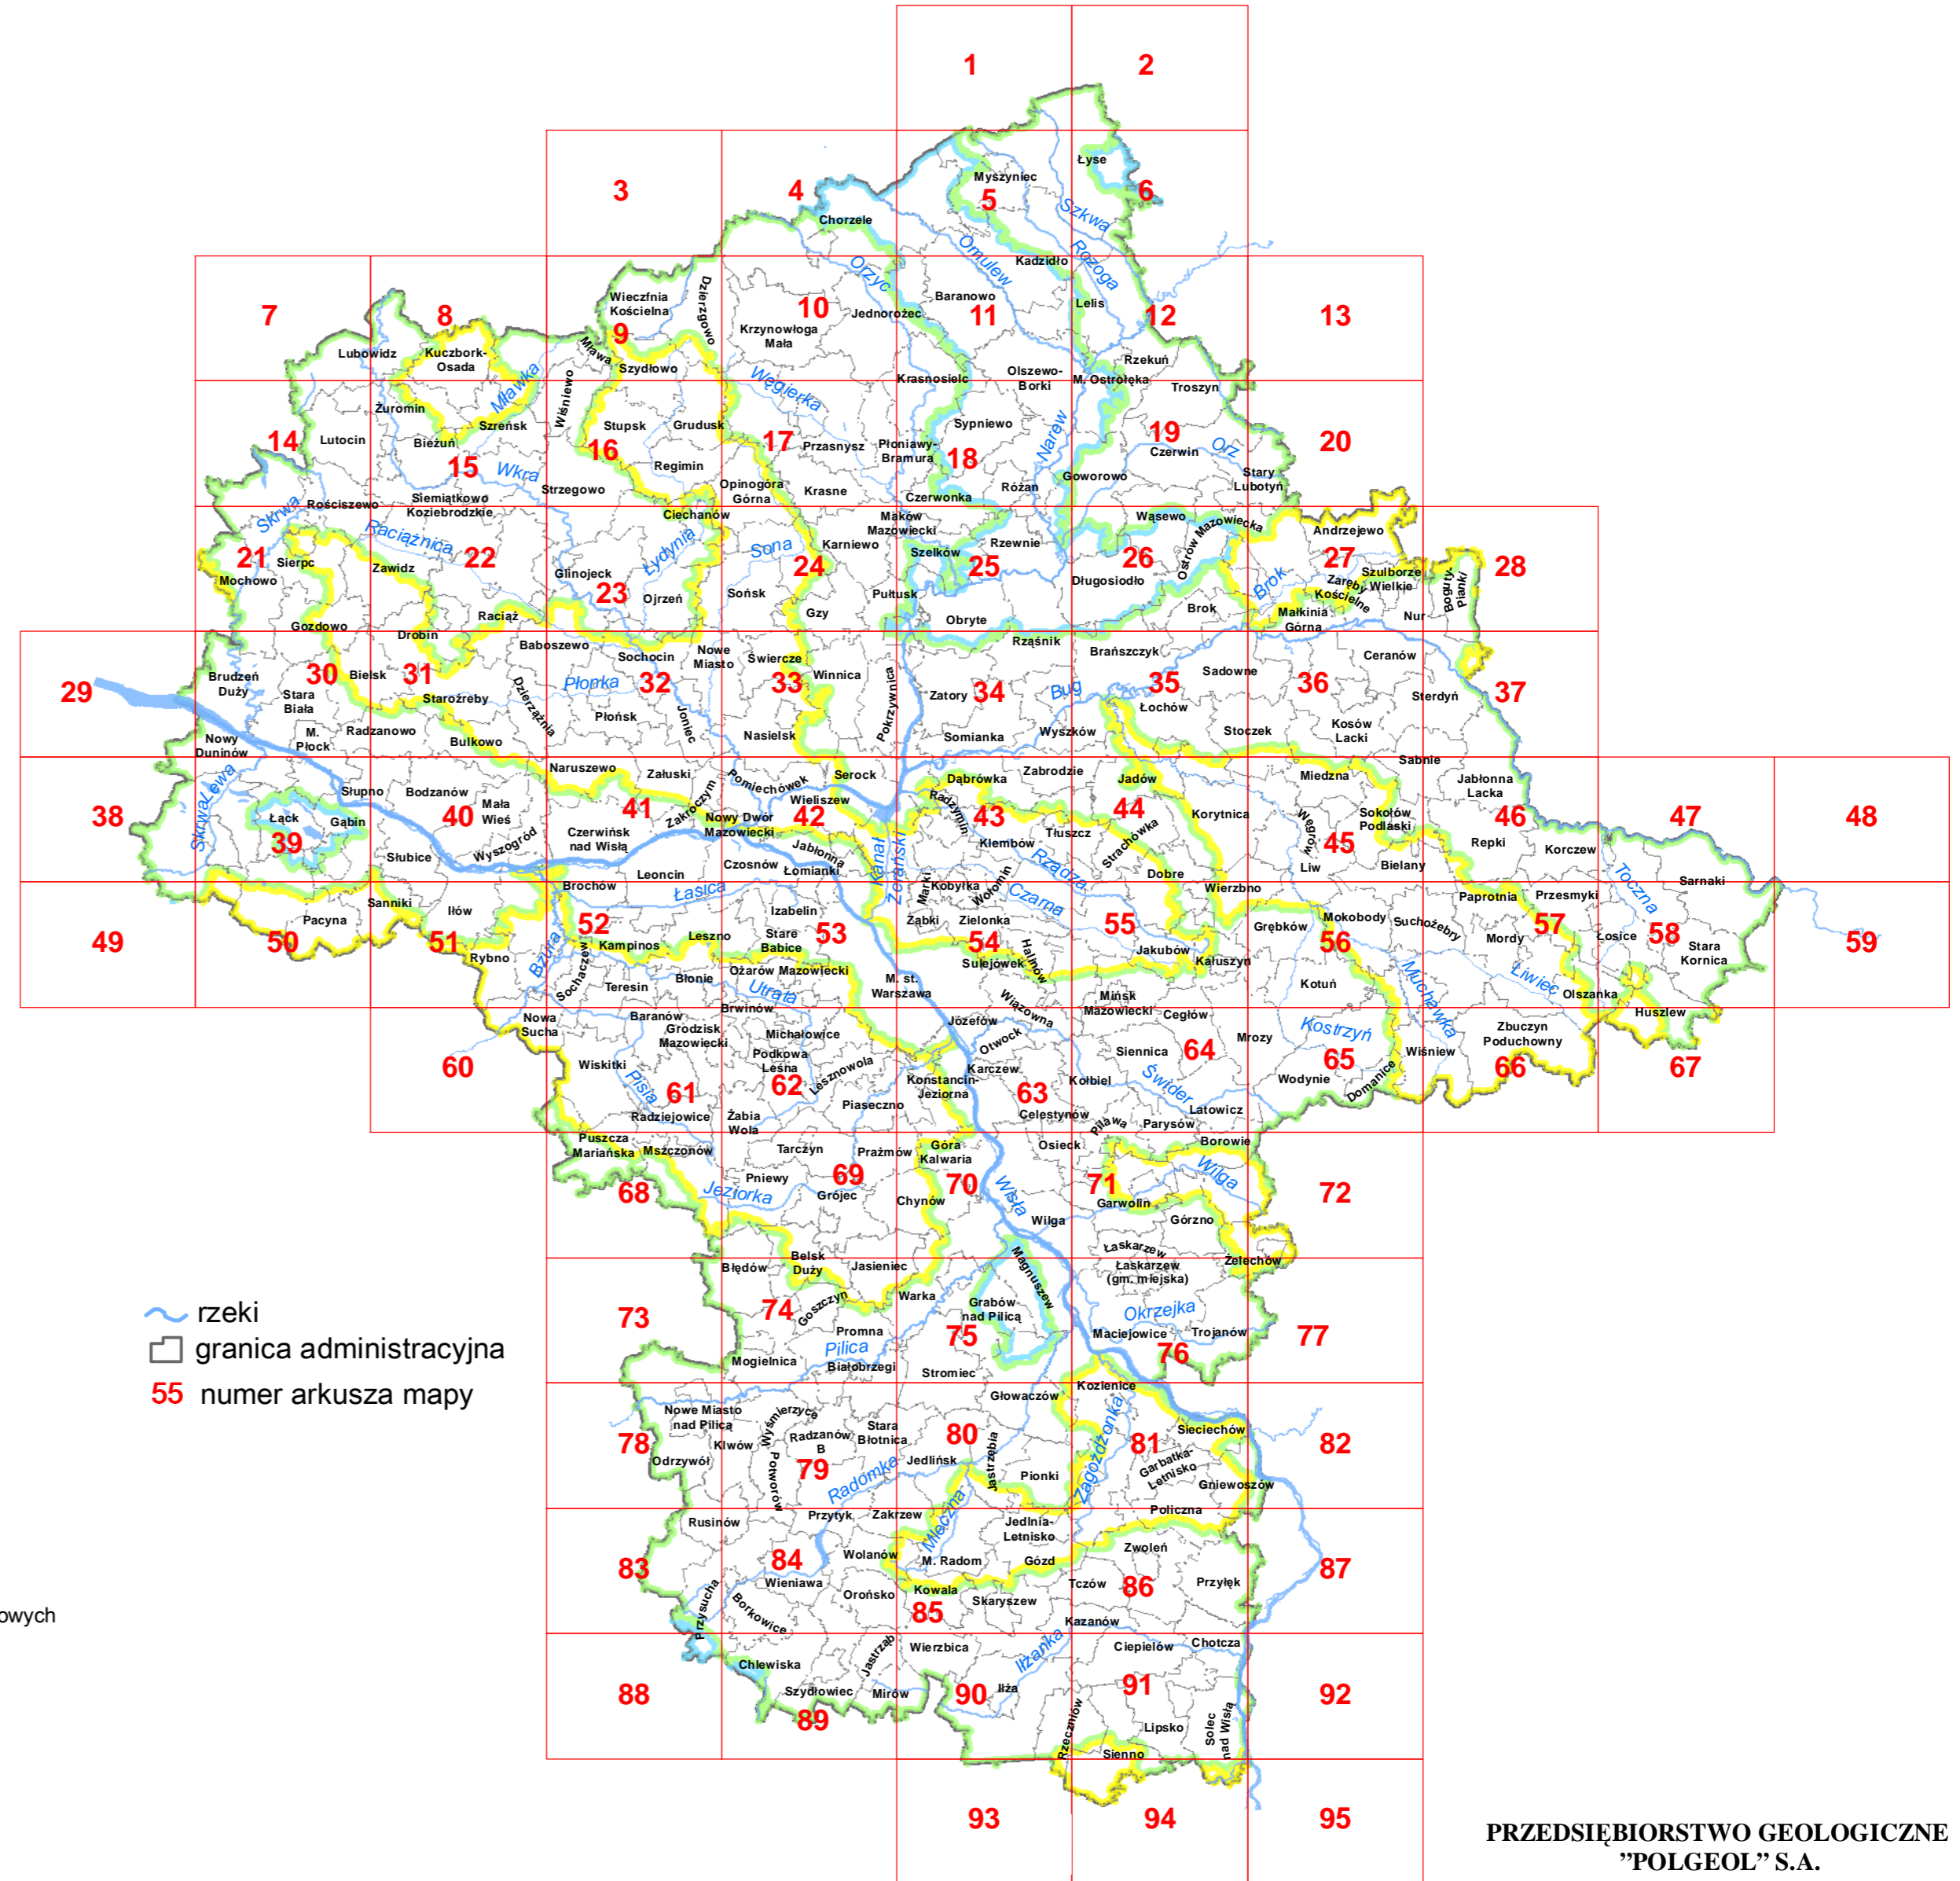 1
2
Łyse
Myszyniec
3
4
5
6
Szkwa
Chorzele
Omulew
Rozoga
Kadzidło
Orzyc
Wieczfnia
Kościelna
Dzierzgowo
Baranowo
Lelis
7
8
9
10
11
12
13
Jednorożec
Krzynowłoga
Mała
Lubowidz
Kuczbork-
Osada
Mława
Szydłowo
Rzekuń
Mławka
Wiśniewo
Węgierka
Krasnosielc
Olszewo-
Borki
M. Ostrołęka
Troszyn
Żuromin
Szreńsk
Stupsk
Grudusk
Sypniewo
Narew
Lutocin
Bieżuń
14
15
16
17
18
19
20
Przasnysz
Płoniawy-
Bramura
Czerwin
Orz
Wkra
Regimin
Stary
Lubotyń
Goworowo
Strzegowo
Opinogóra
Górna
Krasne
Różan
Czerwonka
Rościszewo
Siemiątkowo
Koziebrodzkie
Skrwa
Ciechanów
Maków
Mazowiecki
Wąsewo
Ostrów Mazowiecka
Andrzejewo
Raciążnica
Łydynia
Sona
Karniewo
Szelków
Rzewnie
21
22
23
24
25
26
27
28
Sierpc
Mochowo
Zawidz
Glinojeck
Ojrzeń
Sońsk
Pułtusk
Długosiodło
Brok
Zaręby
Kościelne
Szulborze
Wielkie
Boguty-
Pianki
Gzy
Brok
Małkinia
Górna
Nur
Raciąż
Obryte
Gozdowo
Drobin
Baboszewo
Sochocin
Nowe
Miasto
Świercze
Rząśnik
Brańszczyk
Ceranów
29
30
31
32
33
34
35
36
37
Brudzeń
Duży
Bielsk
Stara
Biała
Staroźreby
Dzierzążnia
Płonka
Płońsk
Joniec
Winnica
Pokrzywnica
Zatory
Bug
Sadowne
Łochów
Sterdyń
Kosów
Lacki
Nowy
Duninów
M.
Płock
Radzanowo
Bulkowo
Nasielsk
Somianka
Wyszków
Stoczek
Sabnie
Naruszewo
Załuski
Pomiechówek
Serock
Dąbrówka
Zabrodzie
Jadów
Miedzna
Jabłonna
Lacka
Skrwa Lewa
Słupno
Bodzanów
Mała
Wieś
Zakroczym
Wieliszew
Radzymin
Korytnica
Węgrów
Sokołów
Podlaski
38
39
40
41
42
43
44
45
46
47
48
Łąck
Gąbin
Wyszogród
Czerwińsk
nad Wisłą
Nowy Dwór
Mazowiecki
Tłuszcz
Strachówka
Repki
Korczew
Klembów
Jabłonna
Słubice
Leoncin
Czosnów
Łomianki
Kanał
Żerański
Rządza
Dobre
Liw
Bielany
Toczna
Sarnaki
Sanniki
Brochów
Łasica
Marki
Kobyłka
Wołomin
Czarna
Wierzbno
Paprotnia
Przesmyki
Pacyna
Iłów
Izabelin
Ząbki
Zielonka
Mokobody
Suchożebry
49
50
51
52
53
54
55
56
57
58
59
Kampinos
Leszno
Stare
Babice
Grębków
Mordy
Łosice
Stara
Kornica
Rybno
Bzura
Sochaczew
Sulejówek
Halinów
Jakubów
Kałuszyn
Teresin
Błonie
Ożarów Mazowiecki
Utrata
M. st.
Warszawa
Wiązowna
Mińsk
Mazowiecki
Kotuń
Muchawka
Liwiec
Olszanka
Huszlew
Nowa
Sucha
Baranów
Grodzisk
Mazowiecki
Brwinów
Michałowice
Józefów
Otwock
Cegłów
Mrozy
Kostrzyń
Wiśniew
Zbuczyn
Poduchowny
60
61
62
63
64
65
66
67
Wiskitki
Pisia
Podkowa
Leśna
Lesznowola
Konstancin-
Jeziorna
Karczew
Kołbiel
Siennica
Świder
Wodynie
Domanice
Radziejowice
Żabia
Wola
Piaseczno
Celestynów
Latowicz
Puszcza
Mariańska
Mszczonów
Tarczyn
Prażmów
Góra
Kalwaria
Osieck
Pilawa
Parysów
Borowie
68
69
70
71
72
Pniewy
Jeziorka
Grójec
Chynów
Wisła
Wilga
Wilga
Garwolin
Górzno
Błędów
Belsk
Duży
Jasieniec
Magnuszew
Łaskarzew
Łaskarzew
(gm. miejska)
Żelechów
73
74
75
76
77
Goszczyn
Warka
Grabów
nad Pilicą
Okrzejka
Promna
Pilica
Maciejowice
Trojanów
Mogielnica
Białobrzegi
Stromiec
rzeki
granica administracyjna
55 numer arkusza mapy
Nowe Miasto
nad Pilicą
Wyśmierzyce
Głowaczów
Kozienice
Sieciechów
78
79
80
81
82
Klwów
Odrzywół
Potworów
Radzanów
B
Stara
Błotnica
Radomka
Jedlińsk
Jastrzębia
Pionki
Zagożdżonka
Garbatka-
Letnisko
Gniewoszów
Policzna
Rusinów
Przytyk
Zakrzew
Mleczna
Jedlnia-
Letnisko
83
84
85
86
87
Wolanów
M. Radom
Gózd
Zwoleń
Wieniawa
Kowala
Tczów
Przyłęk
Przysucha
Borkowice
Orońsko
Skaryszew
Kazanów
owych
Chlewiska
Jastrząb
Wierzbica
Iłżanka
Ciepielów
Chotcza
88
89
90
91
92
Szydłowiec
Mirów
Iłża
Rzeczniów
Lipsko
Solec
nad Wisłą
Sienno
93
94
95
PRZEDSIĘBIORSTWO GEOLOGICZNE
”POLGEOL” S.A.